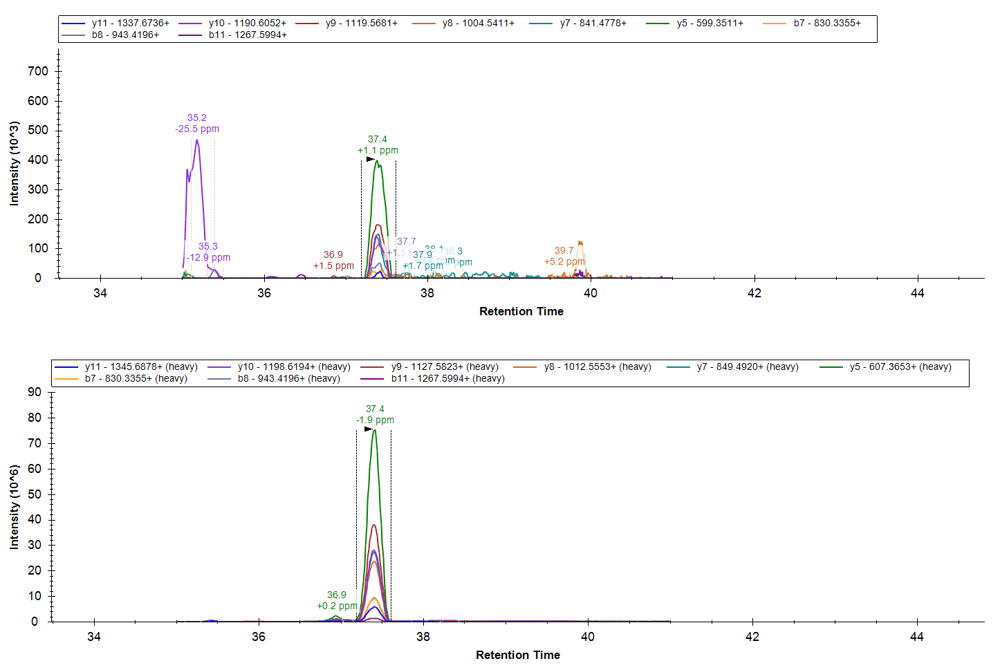 y11 - 1337.6736+ y10 - 1190.6052+ y9 - 1119.5681+ y8 - 1004.5411+ y7 - 841.4778+ y5 - 599.3511+ b7 - 830.3355+
b8 - 943.4196+ b11 - 1267.5994+
700
600
500
400
300
200
100
0
Intensity (10^3)
35.2
-25.5 ppm
37.4
+1.1 ppm
35.3
-12.9 ppm
36.9
+1.5 ppm
37.7
38.1
38.3
37.9
+1.7 ppm
39.7
+5.2 ppm
34 36 38 40 42 44
Retention Time
y11 - 1345.6878+ (heavy) y10 - 1198.6194+ (heavy) y9 - 1127.5823+ (heavy) y8 - 1012.5553+ (heavy) y7 - 849.4920+ (heavy) y5 - 607.3653+ (heavy)
b7 - 830.3355+ (heavy) b8 - 943.4196+ (heavy) b11 - 1267.5994+ (heavy)
90
80
70
60
50
40
30
20
10
0
Intensity (10^6)
37.4
-1.9 ppm
36.9
+0.2 ppm
34 36 38 40 42 44
Retention Time